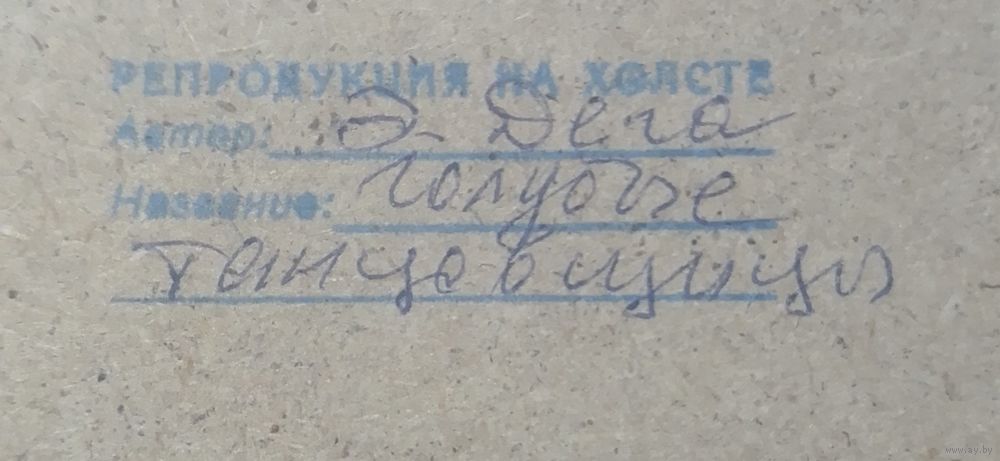 РЕПРОДУКЦИЯ НА ХОЛСТЕ
Автор: Э. Дега
Название: Голубые
танцовщицы
www.ay.by